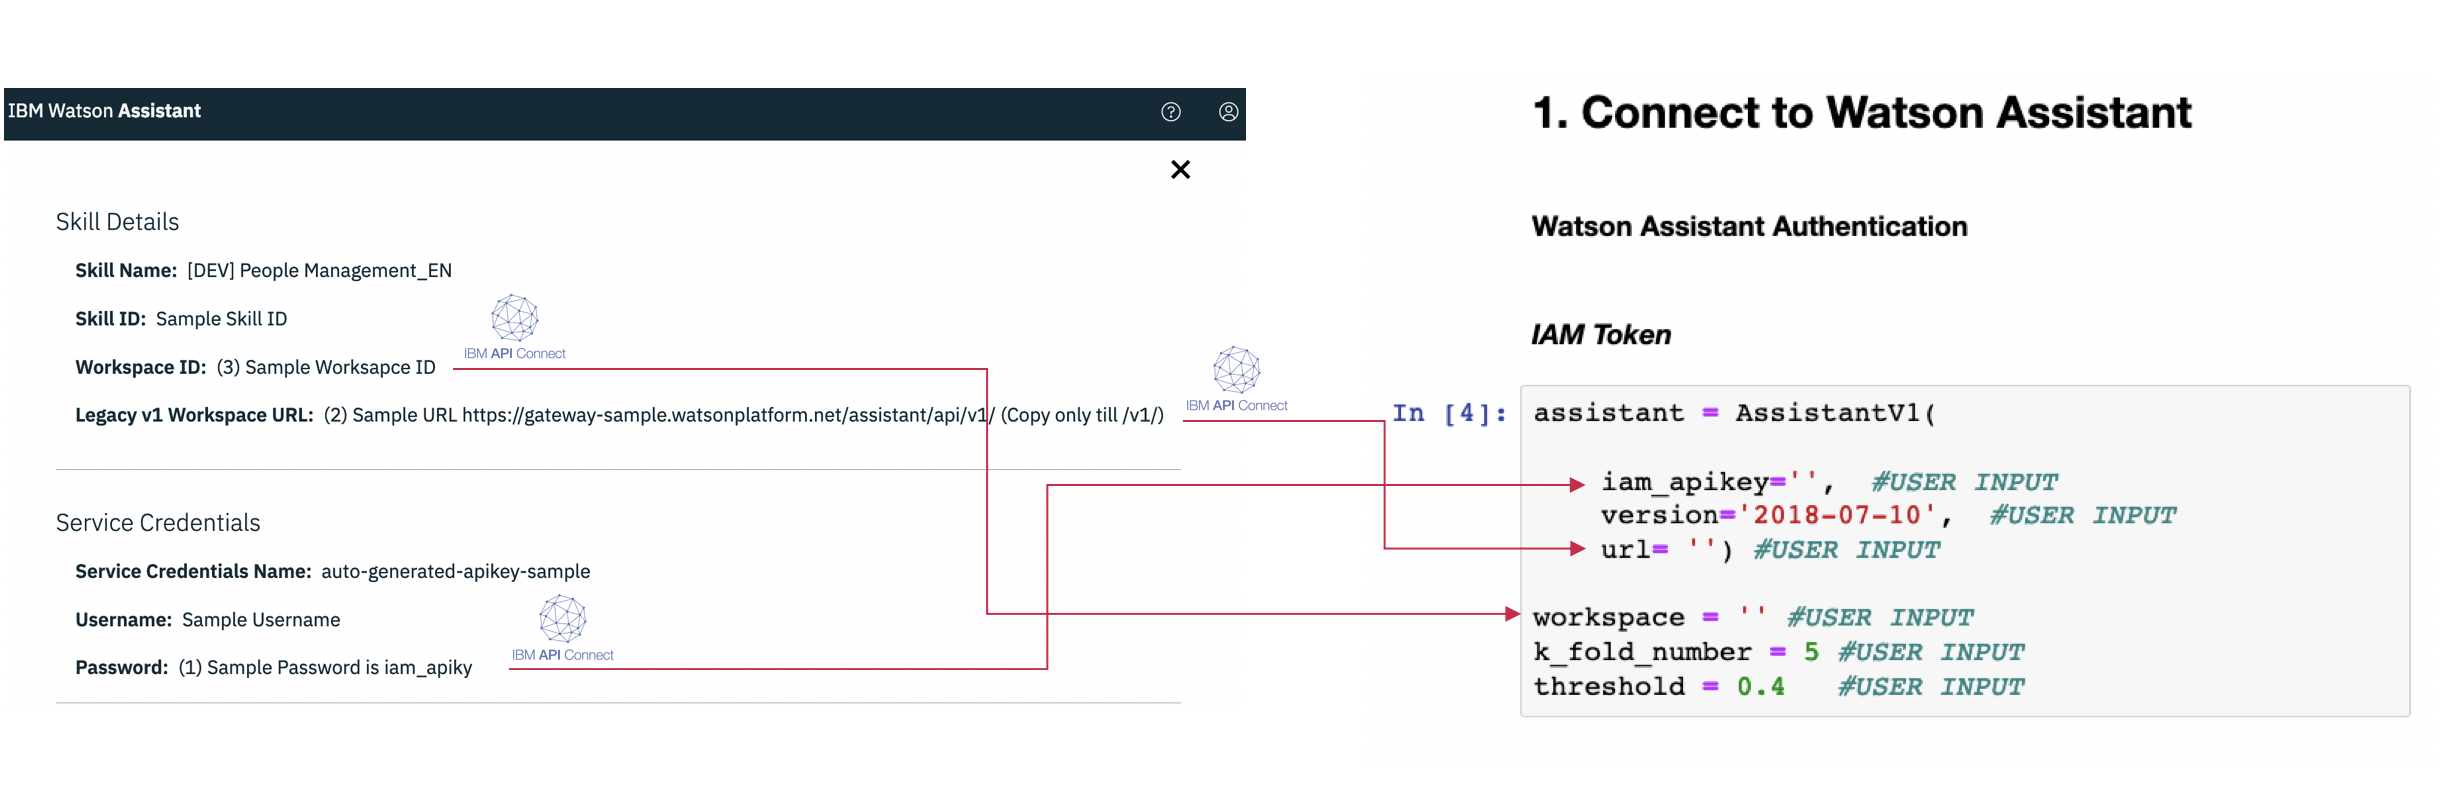 IBM Watson Assistant
Skill Details
Skill Name: [DEV] People Management_EN
Skill ID: Sample Skill ID
IBM API Connect
Workspace ID: (3) Sample Worksapce ID
IBM API Connect
Legacy v1 Workspace URL: (2) Sample URL https://gateway-sample.watsonplatform.net/assistant/api/v1/ (Copy only till /v1/)
Service Credentials
Service Credentials Name: auto-generated-apikey-sample
Username: Sample Username
IBM API Connect
Password: (1) Sample Password is iam_apiky
1. Connect to Watson Assistant
Watson Assistant Authentication
IAM Token
In [4]: assistant = AssistantV1(
iam_apikey='', #USER INPUT
version='2018-07-10', #USER INPUT
url= '') #USER INPUT
workspace = '' #USER INPUT
k_fold_number = 5 #USER INPUT
threshold = 0.4 #USER INPUT